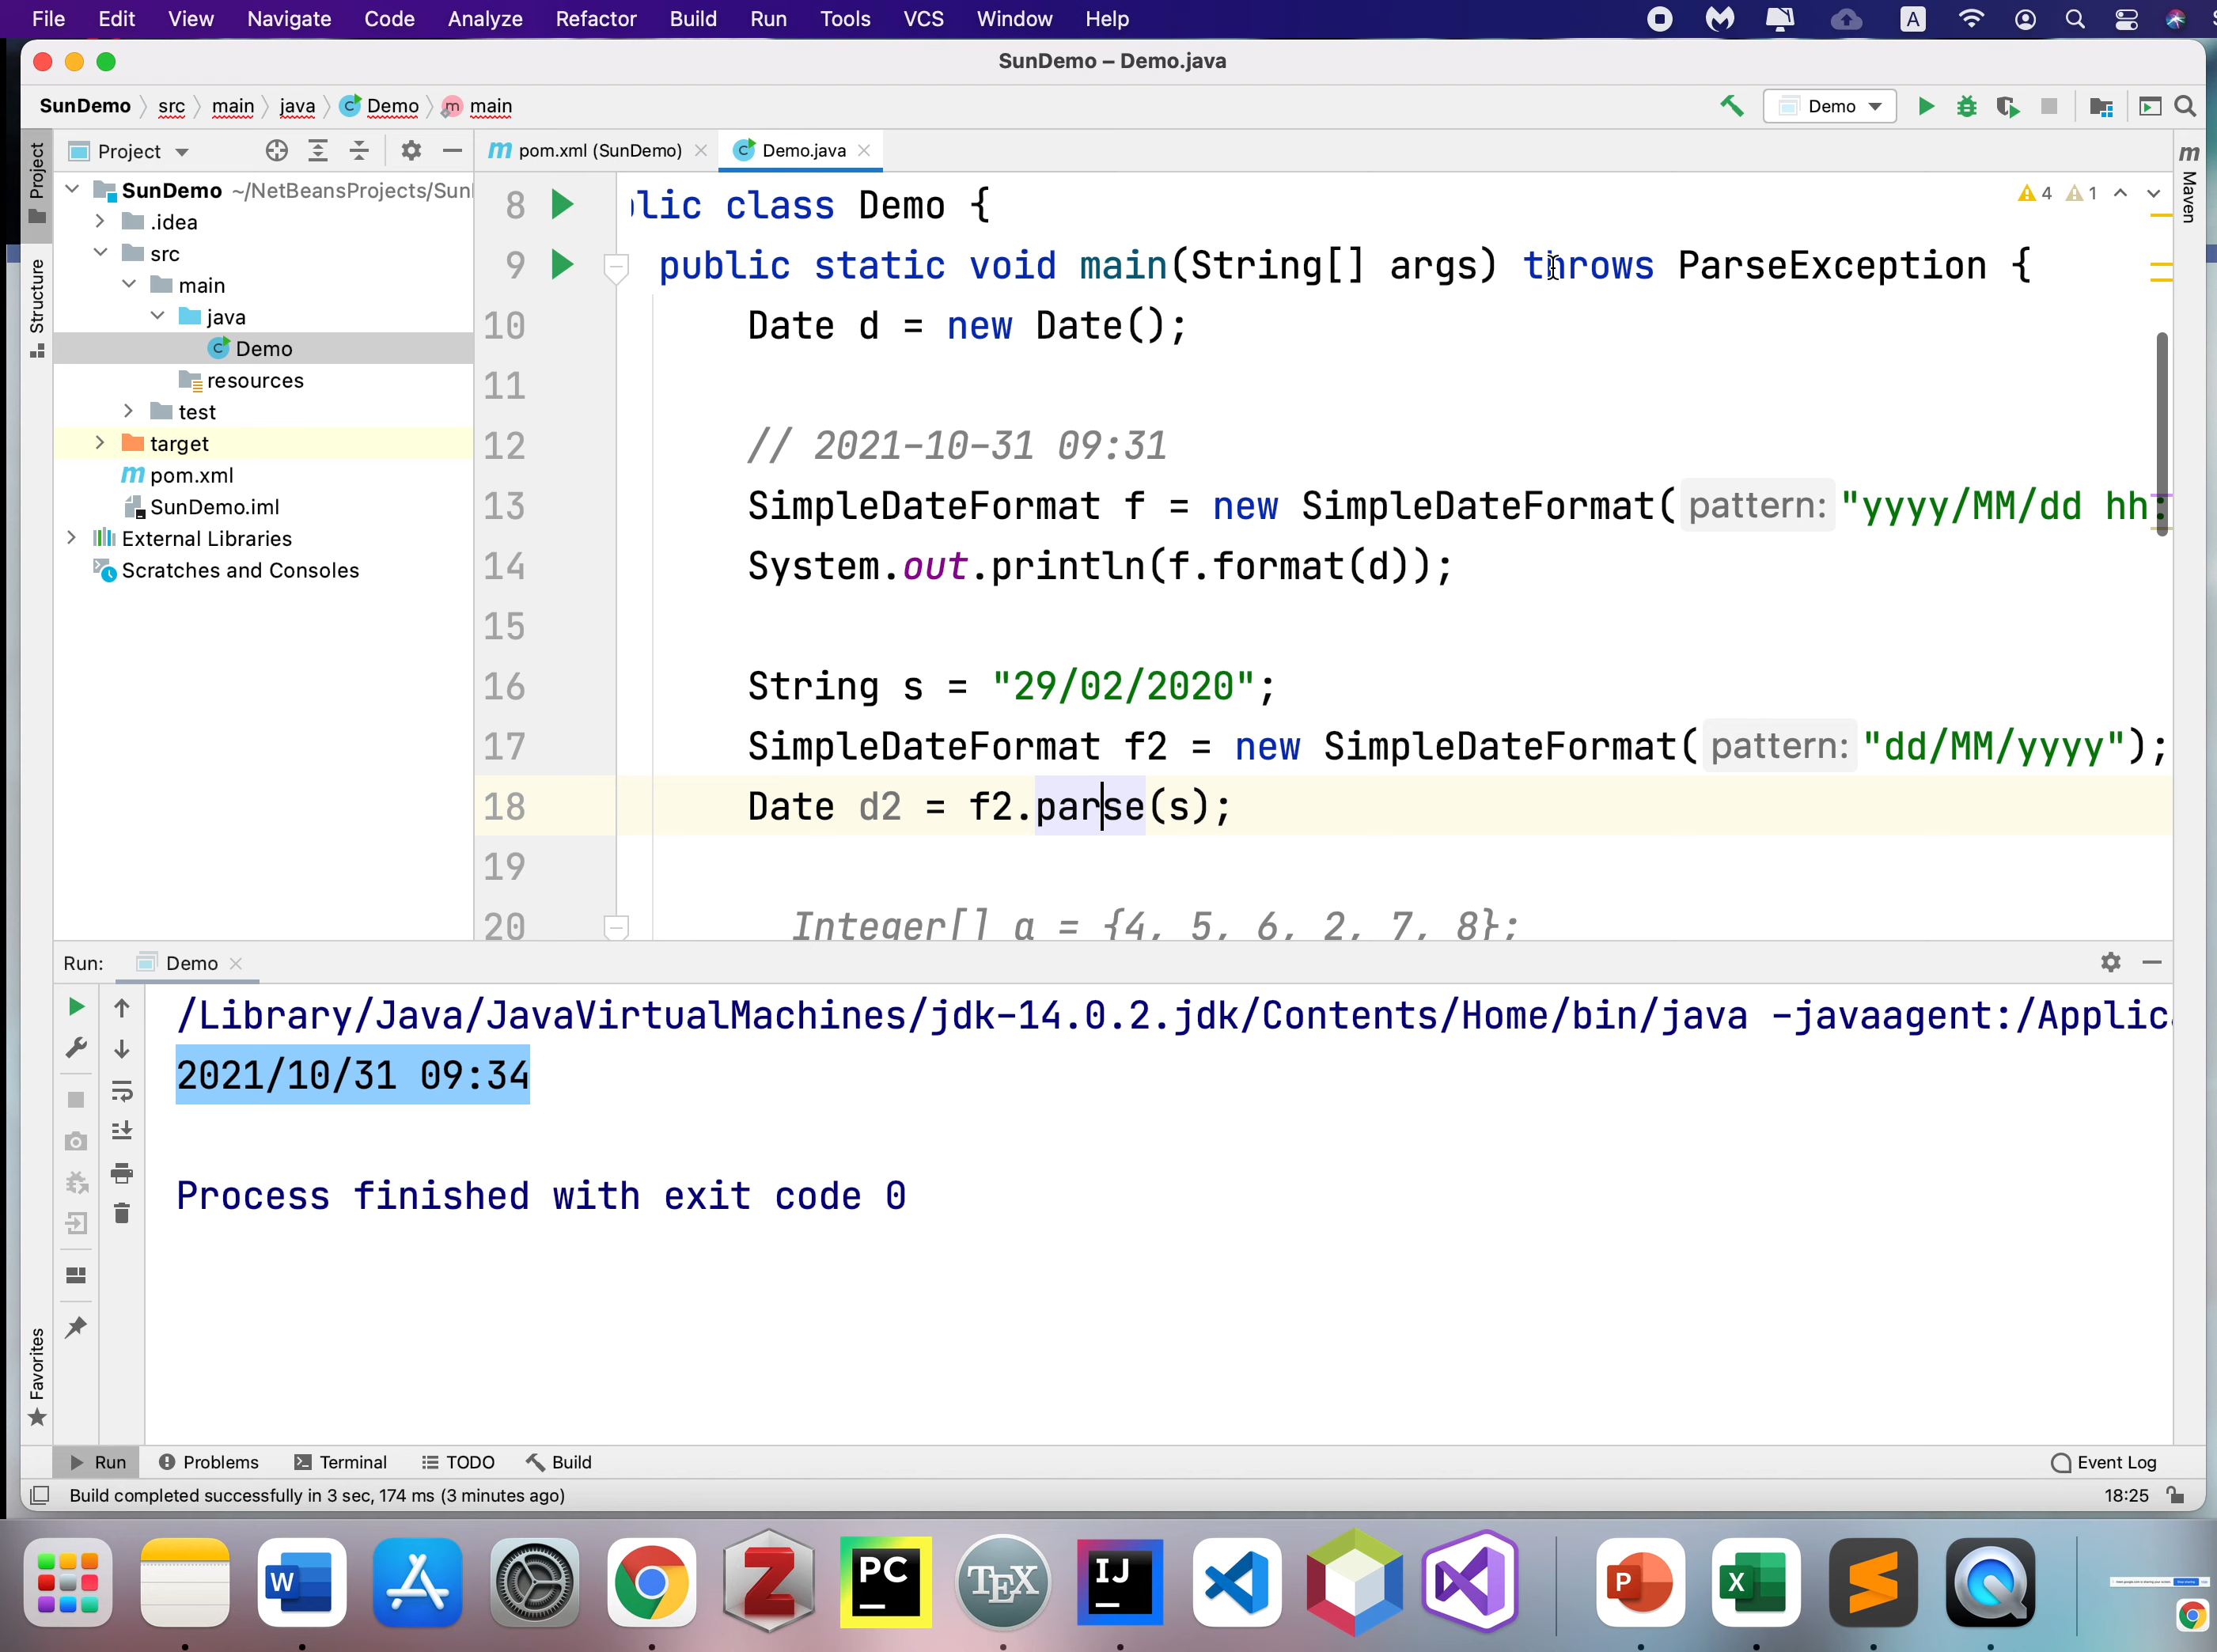 File Edit View Navigate Code Analyze Refactor Build Run Tools VCS Window Help
SunDemo – Demo.java
SunDemo src main java Demo main
Demo
Project
pom.xml (SunDemo)
Demo.java
Project
Structure
Favorites
Maven
SunDemo ~/NetBeansProjects/Sun
.idea
src
main
java
Demo
resources
test
target
pom.xml
SunDemo.iml
External Libraries
Scratches and Consoles
4 1
8 lic class Demo {
9 public static void main(String[] args) throws ParseException {
10 Date d = new Date();
11
12 // 2021-10-31 09:31
13 SimpleDateFormat f = new SimpleDateFormat( pattern: "yyyy/MM/dd hh:
14 System.out.println(f.format(d));
15
16 String s = "29/02/2020";
17 SimpleDateFormat f2 = new SimpleDateFormat( pattern: "dd/MM/yyyy");
18 Date d2 = f2.parse(s);
19
20 Integer[] a = {4, 5, 6, 2, 7, 8};
Run: Demo
/Library/Java/JavaVirtualMachines/jdk-14.0.2.jdk/Contents/Home/bin/java -javaagent:/Applic
2021/10/31 09:34
Process finished with exit code 0
Run Problems Terminal TODO Build Event Log
Build completed successfully in 3 sec, 174 ms (3 minutes ago) 18:25
W Z PC TEX IJ P X